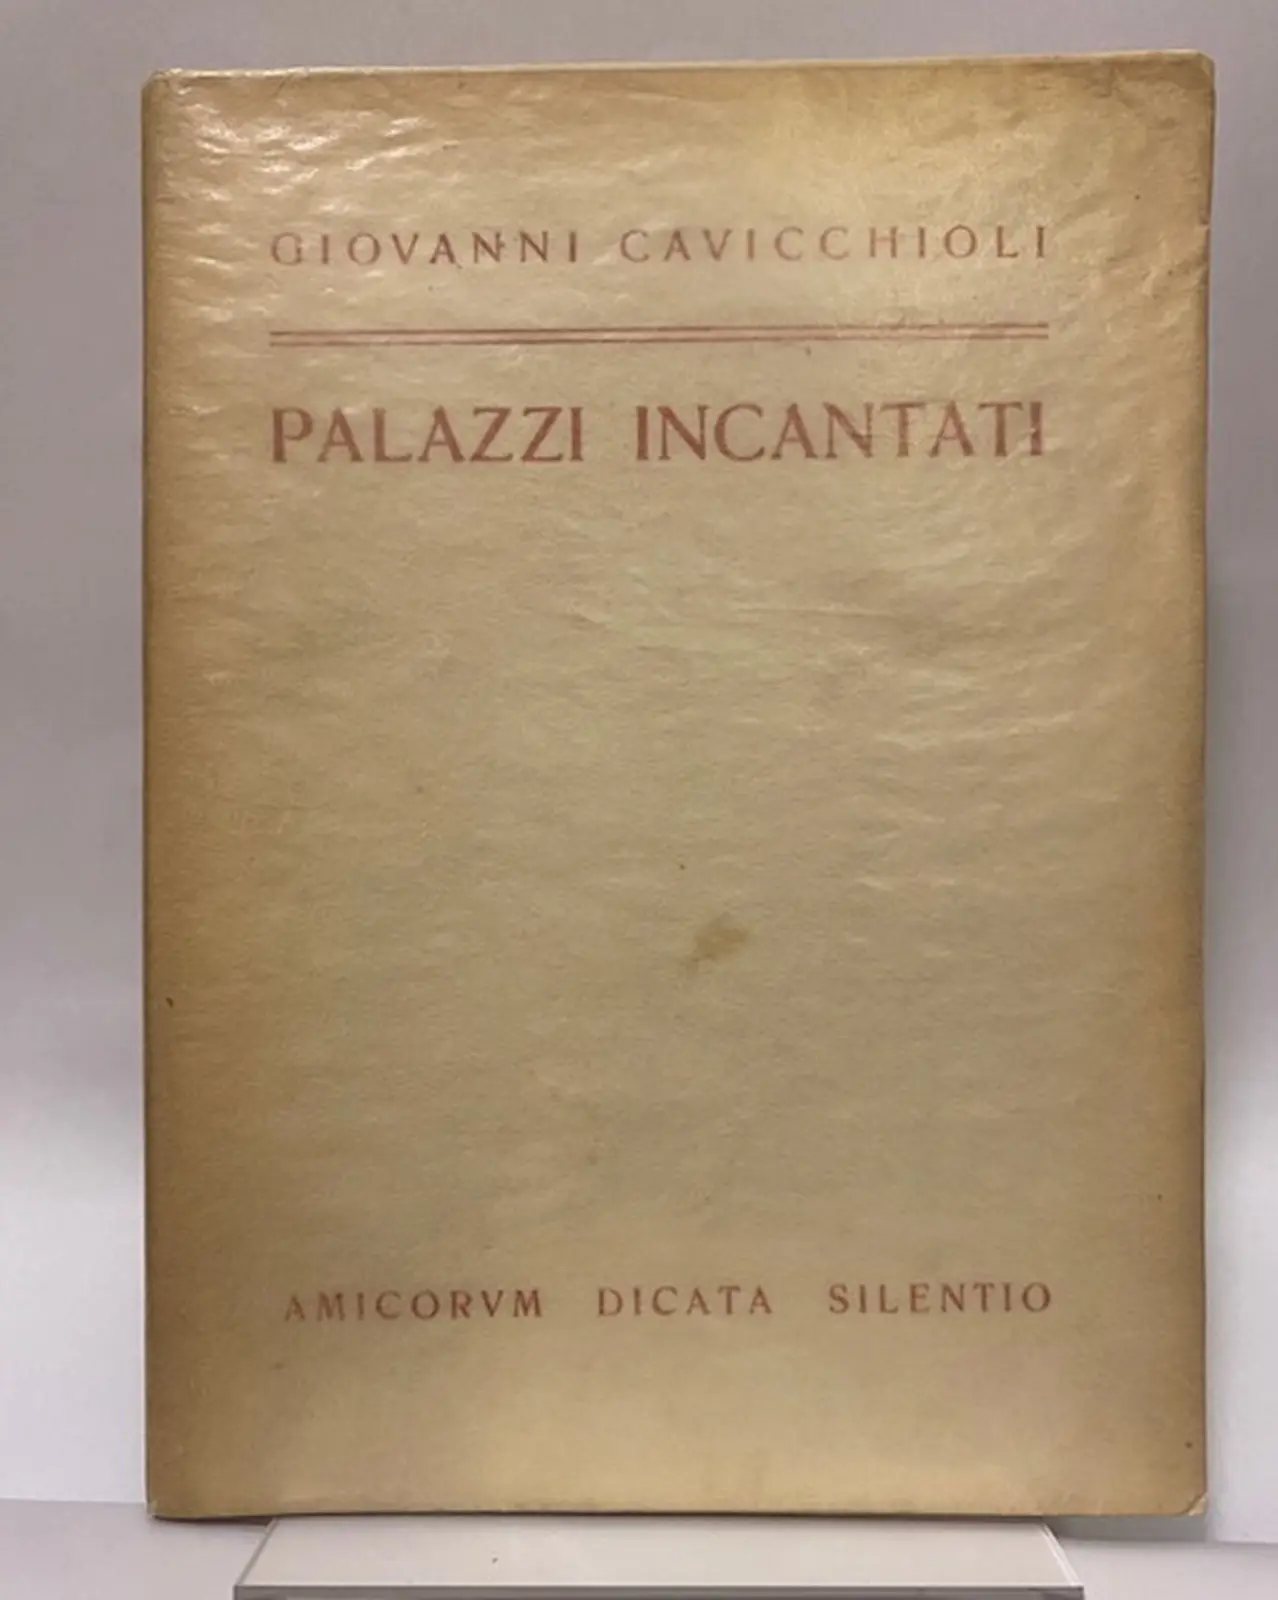 GIOVANNI CAVICCHIOLI
PALAZZI INCANTATI
AMICORVM DICATA SILENTIO